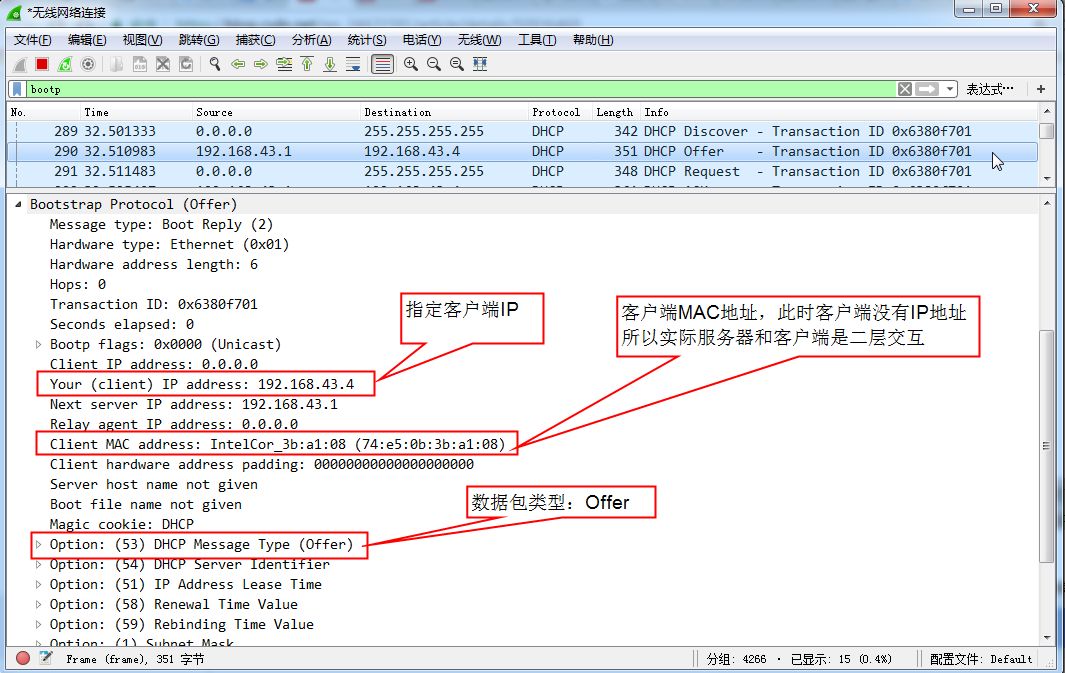 *无线网络连接
文件(F) 编辑(E) 视图(V) 跳转(G) 捕获(C) 分析(A) 统计(S) 电话(Y) 无线(W) 工具(T) 帮助(H)
bootp
表达式… +
No. Time Source Destination Protocol Length Info
289 32.501333 0.0.0.0 255.255.255.255 DHCP 342 DHCP Discover - Transaction ID 0x6380f701
290 32.510983 192.168.43.1 192.168.43.4 DHCP 351 DHCP Offer - Transaction ID 0x6380f701
291 32.511483 0.0.0.0 255.255.255.255 DHCP 348 DHCP Request - Transaction ID 0x6380f701
Bootstrap Protocol (Offer)
Message type: Boot Reply (2)
Hardware type: Ethernet (0x01)
Hardware address length: 6
Hops: 0
Transaction ID: 0x6380f701
Seconds elapsed: 0
Bootp flags: 0x0000 (Unicast)
Client IP address: 0.0.0.0
Your (client) IP address: 192.168.43.4
Next server IP address: 192.168.43.1
Relay agent IP address: 0.0.0.0
Client MAC address: IntelCor_3b:a1:08 (74:e5:0b:3b:a1:08)
Client hardware address padding: 00000000000000000000
Server host name not given
Boot file name not given
Magic cookie: DHCP
Option: (53) DHCP Message Type (Offer)
Option: (54) DHCP Server Identifier
Option: (51) IP Address Lease Time
Option: (58) Renewal Time Value
Option: (59) Rebinding Time Value
Option: (1) Subnet Mask
指定客户端IP
客户端MAC地址，此时客户端没有IP地址
所以实际服务器和客户端是二层交互
数据包类型：Offer
Frame (frame), 351 字节
分组: 4266 · 已显示: 15 (0.4%)
配置文件: Default